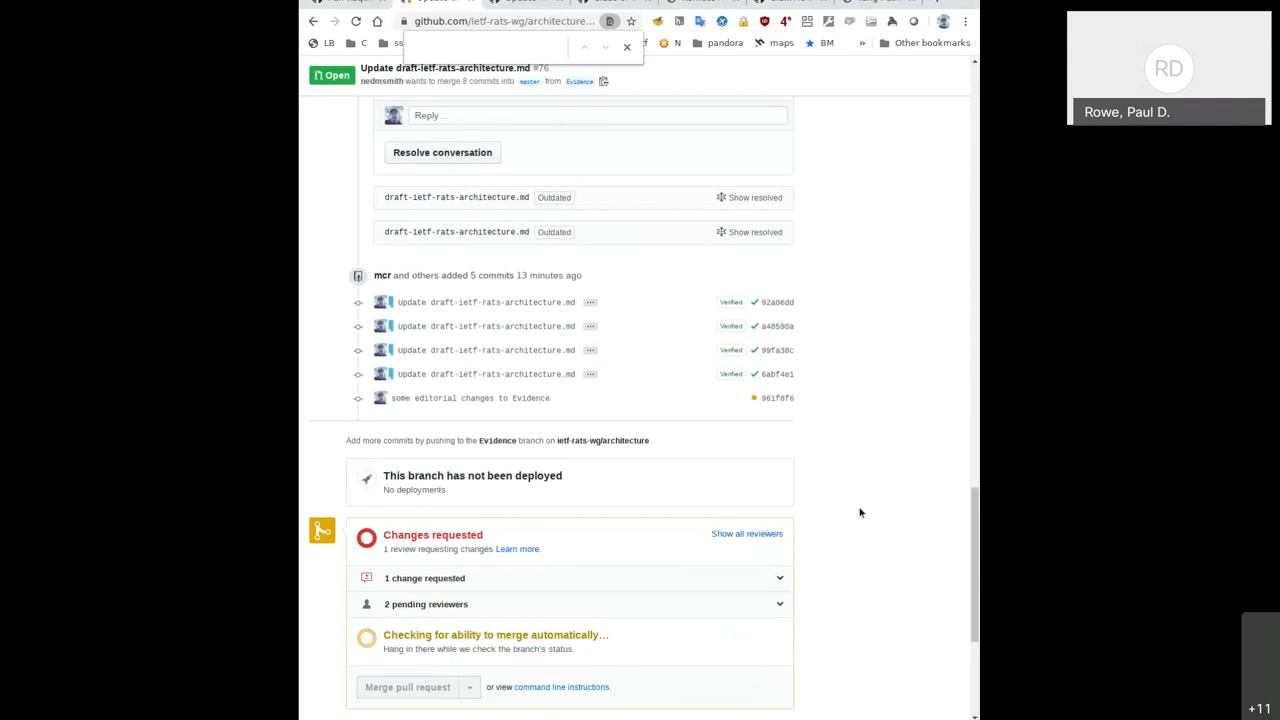 github.com/ietf-rats-wg/architecture...
LB
C
ss
f
N
pandora
maps
BM
»
Other bookmarks
Open
Update draft-ietf-rats-architecture.md #76
nedmsmith wants to merge 8 commits into master from Evidence
Reply...
Resolve conversation
draft-ietf-rats-architecture.md Outdated Show resolved
draft-ietf-rats-architecture.md Outdated Show resolved
mcr and others added 5 commits 13 minutes ago
Update draft-ietf-rats-architecture.md ... Verified 92a06dd
Update draft-ietf-rats-architecture.md ... Verified a48590a
Update draft-ietf-rats-architecture.md ... Verified 99fa38c
Update draft-ietf-rats-architecture.md ... Verified 6abf4e1
some editorial changes to Evidence 961f8f6
Add more commits by pushing to the Evidence branch on ietf-rats-wg/architecture.
This branch has not been deployed
No deployments
Changes requested Show all reviewers
1 review requesting changes Learn more.
1 change requested
2 pending reviewers
Checking for ability to merge automatically...
Hang in there while we check the branch's status.
Merge pull request or view command line instructions.
RD
Rowe, Paul D.
+11